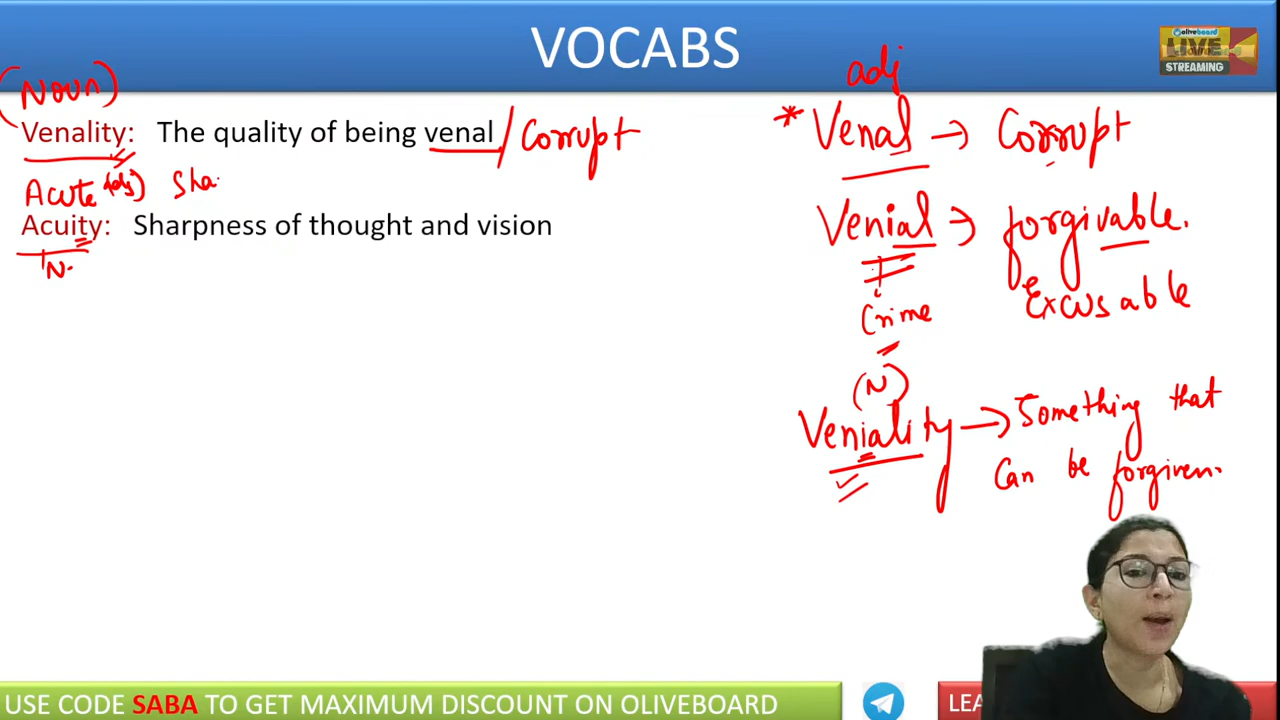 VOCABS
oliveboard
LIVE
STREAMING
(Noun)
Venality: The quality of being venal / Corrupt
Acute (adj) Sha
Acuity: Sharpness of thought and vision
N.
adj
* Venal → Corrupt
Venial → forgivable.
Excusable
Crime
(N)
Veniality → Something that
Can be forgiven.
USE CODE SABA TO GET MAXIMUM DISCOUNT ON OLIVEBOARD
LEA